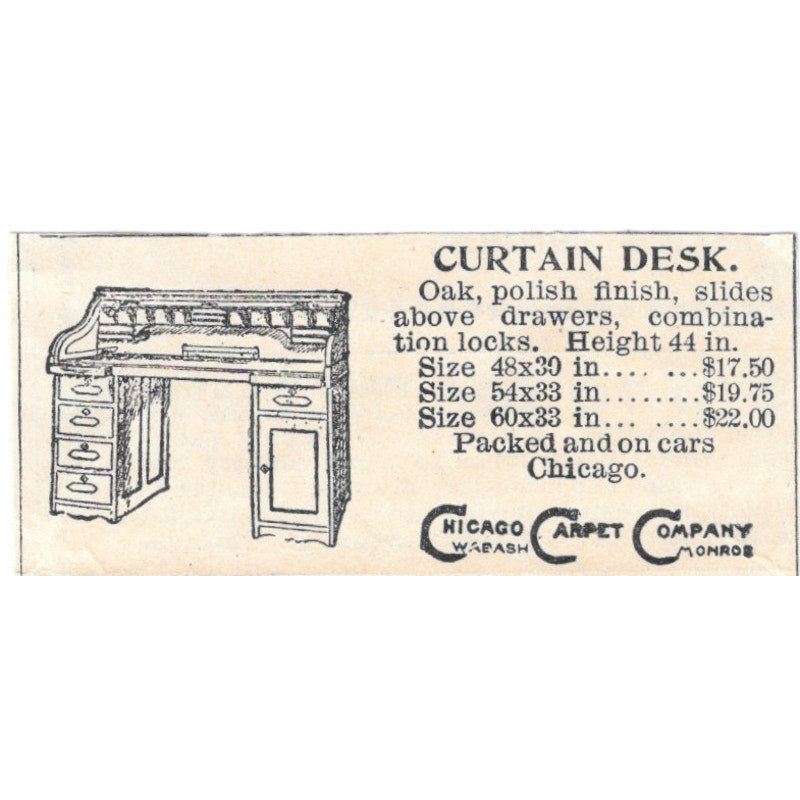 CURTAIN DESK.
Oak, polish finish, slides
above drawers, combina-
tion locks. Height 44 in.
Size 48x30 in.... ...$17.50
Size 54x33 in... ........$19.75
Size 60x33 in... ........$22.00
Packed and on cars
Chicago.
CHICAGO CARPET COMPANY
WABASH MONROE